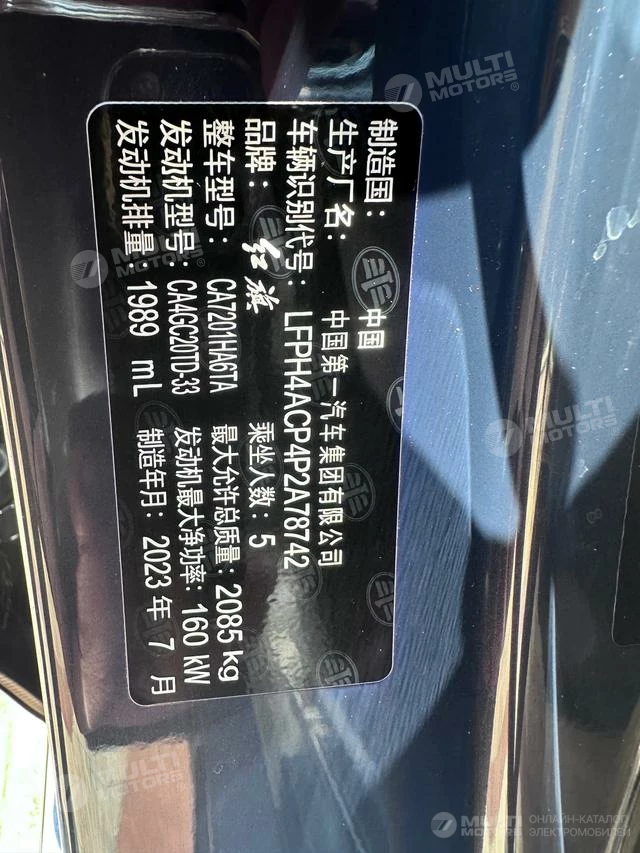 制造国: 中国
生产厂名: 中国第一汽车集团有限公司
车辆识别代号: LFPH4ACP4P2A78742
品牌: 红旗 乘坐人数: 5
整车型号: CA7201HA6TA 最大允许总质量: 2085 kg
发动机型号: CA4GC20TD-33 发动机最大净功率: 160 kW
发动机排量: 1989 mL 制造年月: 2023 年 7 月
MULTI MOTORS
MULTI MOTORS
MULTI MOTORS
MULTI MOTORS
MULTI MOTORS
MULTI MOTORS
ОНЛАЙН-КАТАЛОГ
ЭЛЕКТРОМОБИЛЕЙ